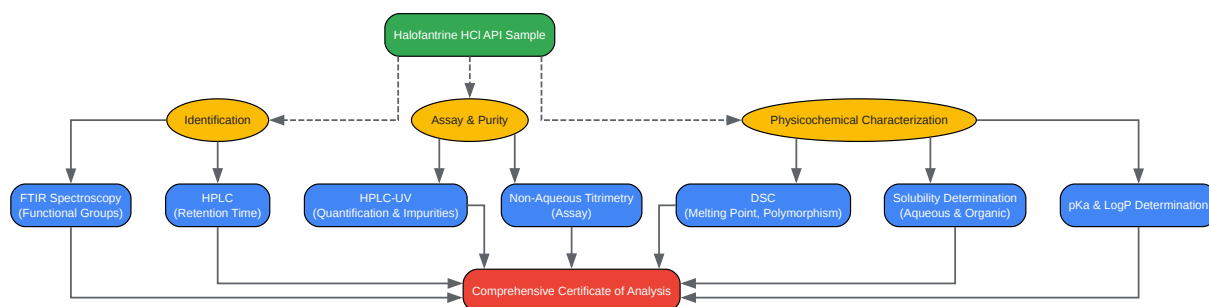 Halofantrine HCl API Sample
Identification
Assay & Purity
Physicochemical Characterization
FTIR Spectroscopy
(Functional Groups)
HPLC
(Retention Time)
HPLC-UV
(Quantification & Impurities)
Non-Aqueous Titrimetry
(Assay)
DSC
(Melting Point, Polymorphism)
Solubility Determination
(Aqueous & Organic)
pKa & LogP Determination
Comprehensive Certificate of Analysis